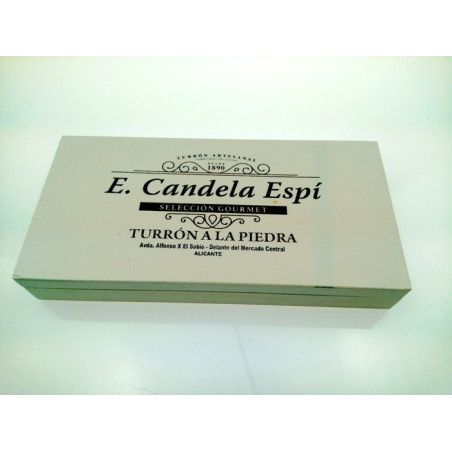 TURRÓN ARTESANAL
DESDE
1890
E. Candela Espí
SELECCIÓN GOURMET
TURRÓN A LA PIEDRA
Avda. Alfonso X El Sabio - Delante del Mercado Central
ALICANTE